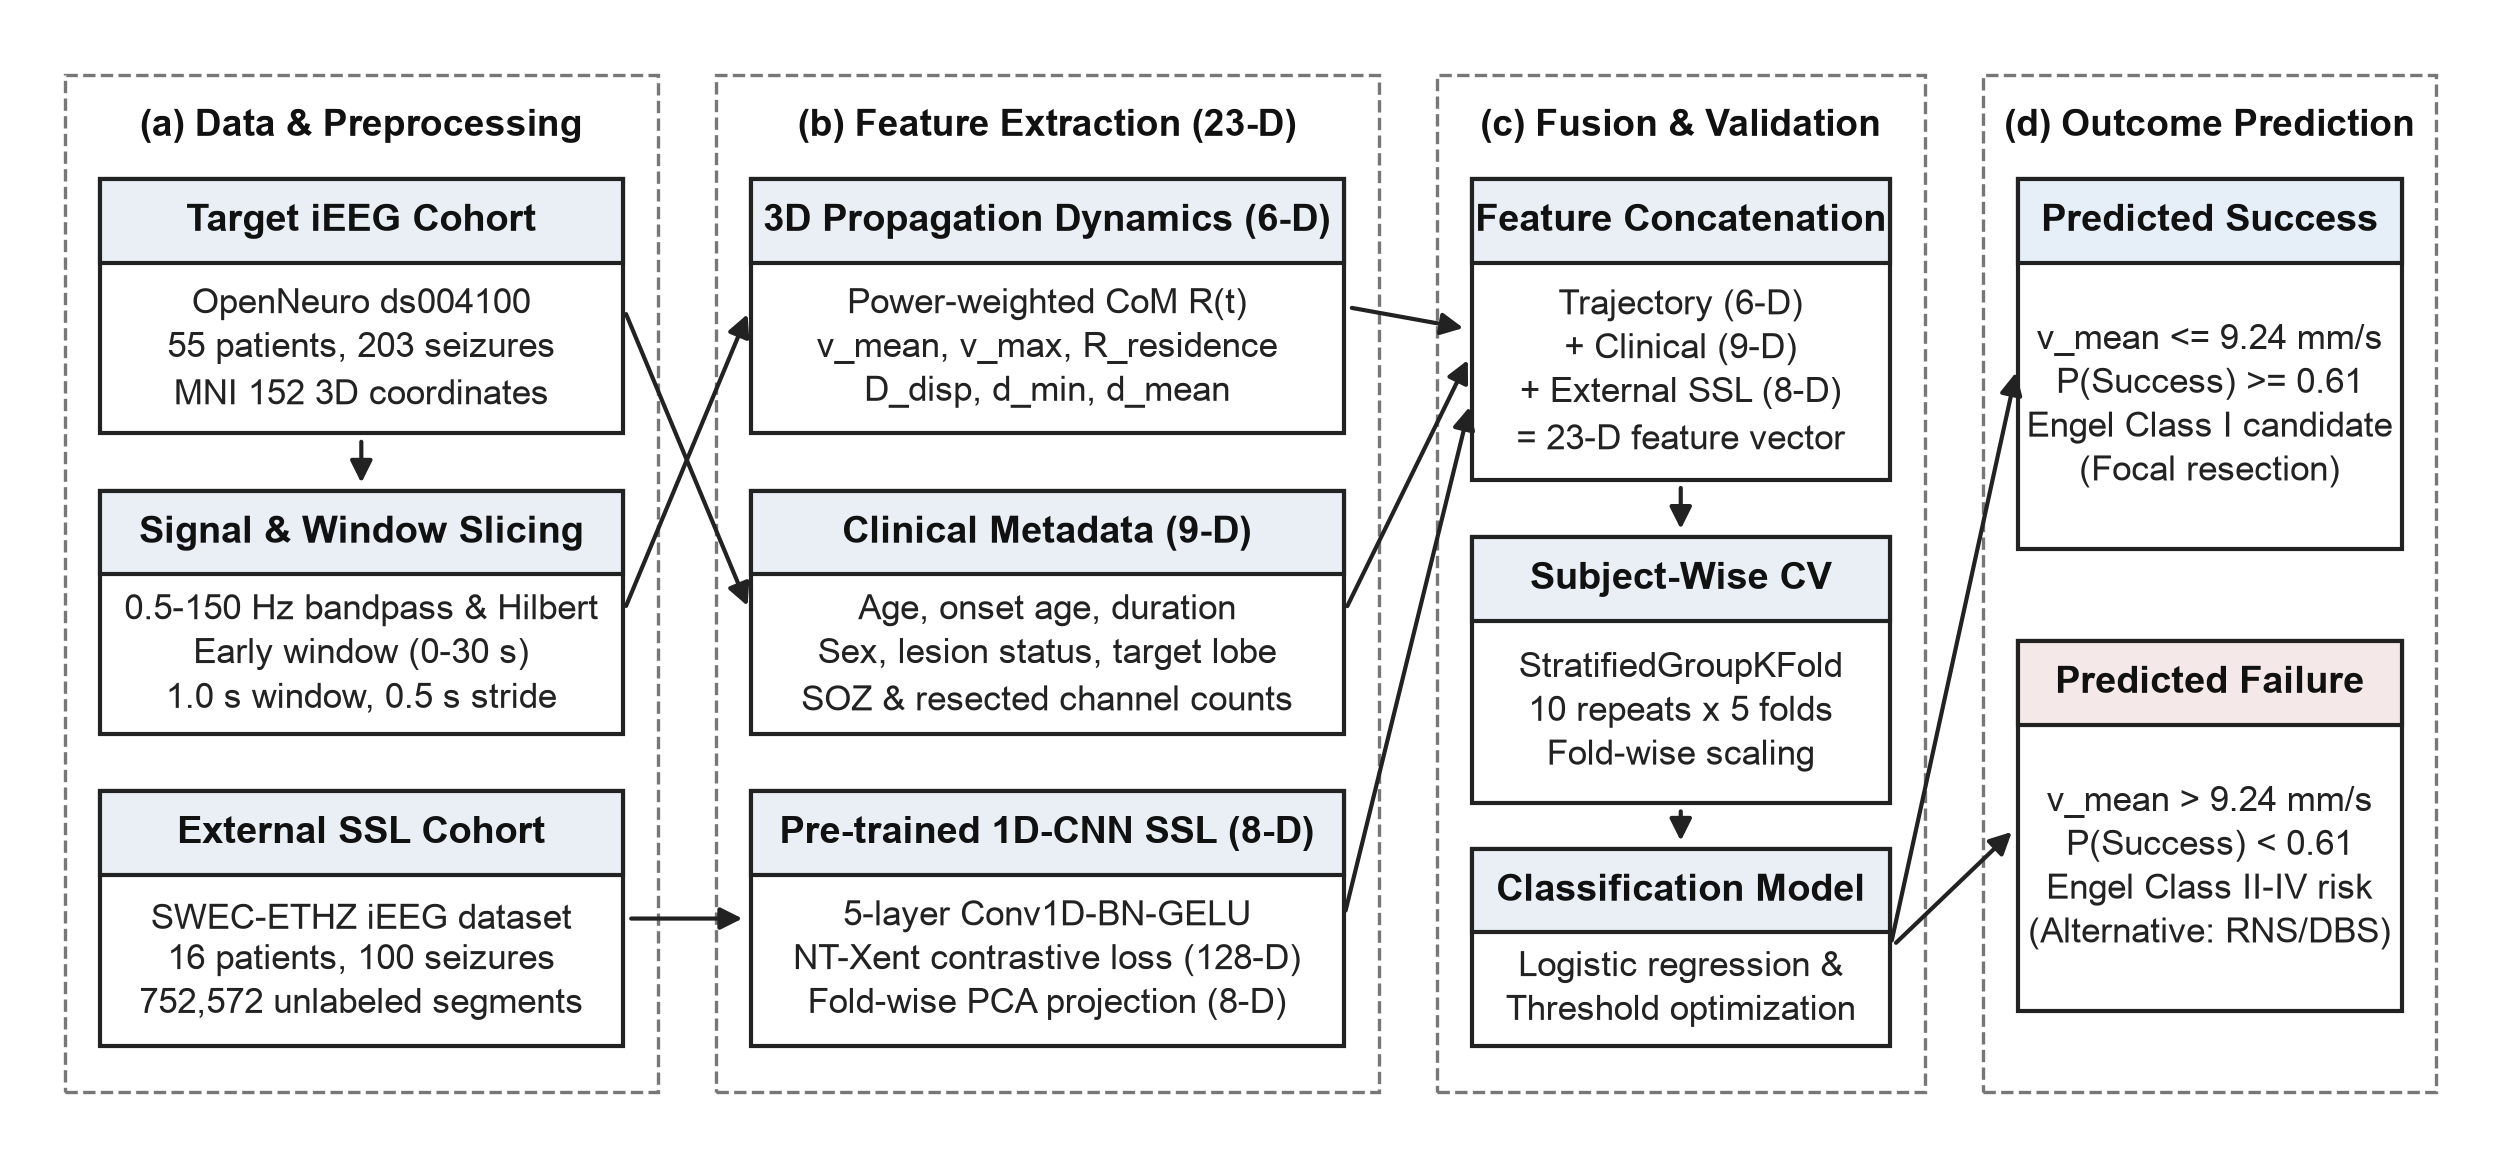 (a) Data & Preprocessing
Target iEEG Cohort
OpenNeuro ds004100
55 patients, 203 seizures
MNI 152 3D coordinates
Signal & Window Slicing
0.5-150 Hz bandpass & Hilbert
Early window (0-30 s)
1.0 s window, 0.5 s stride
External SSL Cohort
SWEC-ETHZ iEEG dataset
16 patients, 100 seizures
752,572 unlabeled segments
(b) Feature Extraction (23-D)
3D Propagation Dynamics (6-D)
Power-weighted CoM R(t)
v_mean, v_max, R_residence
D_disp, d_min, d_mean
Clinical Metadata (9-D)
Age, onset age, duration
Sex, lesion status, target lobe
SOZ & resected channel counts
Pre-trained 1D-CNN SSL (8-D)
5-layer Conv1D-BN-GELU
NT-Xent contrastive loss (128-D)
Fold-wise PCA projection (8-D)
(c) Fusion & Validation
Feature Concatenation
Trajectory (6-D)
+ Clinical (9-D)
+ External SSL (8-D)
= 23-D feature vector
Subject-Wise CV
StratifiedGroupKFold
10 repeats x 5 folds
Fold-wise scaling
Classification Model
Logistic regression &
Threshold optimization
(d) Outcome Prediction
Predicted Success
v_mean <= 9.24 mm/s
P(Success) >= 0.61
Engel Class I candidate
(Focal resection)
Predicted Failure
v_mean > 9.24 mm/s
P(Success) < 0.61
Engel Class II-IV risk
(Alternative: RNS/DBS)